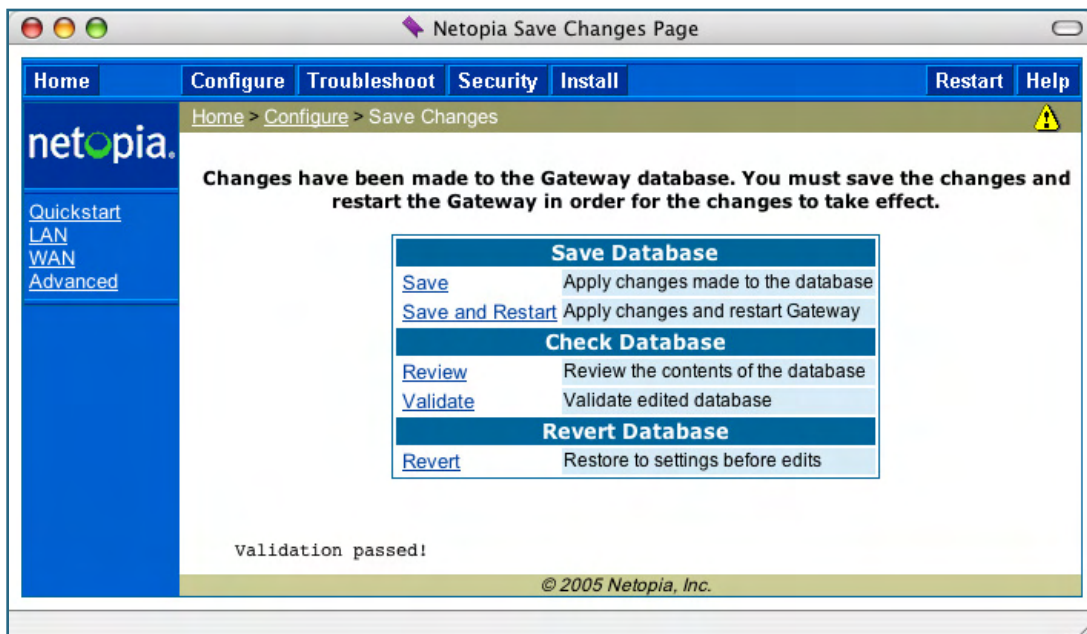 Netopia Save Changes Page
Home Configure Troubleshoot Security Install Restart Help
netopia.
Home > Configure > Save Changes
Quickstart
LAN
WAN
Advanced
Changes have been made to the Gateway database. You must save the changes and
restart the Gateway in order for the changes to take effect.
Save Database
Save Apply changes made to the database
Save and Restart Apply changes and restart Gateway
Check Database
Review Review the contents of the database
Validate Validate edited database
Revert Database
Revert Restore to settings before edits
Validation passed!
© 2005 Netopia, Inc.